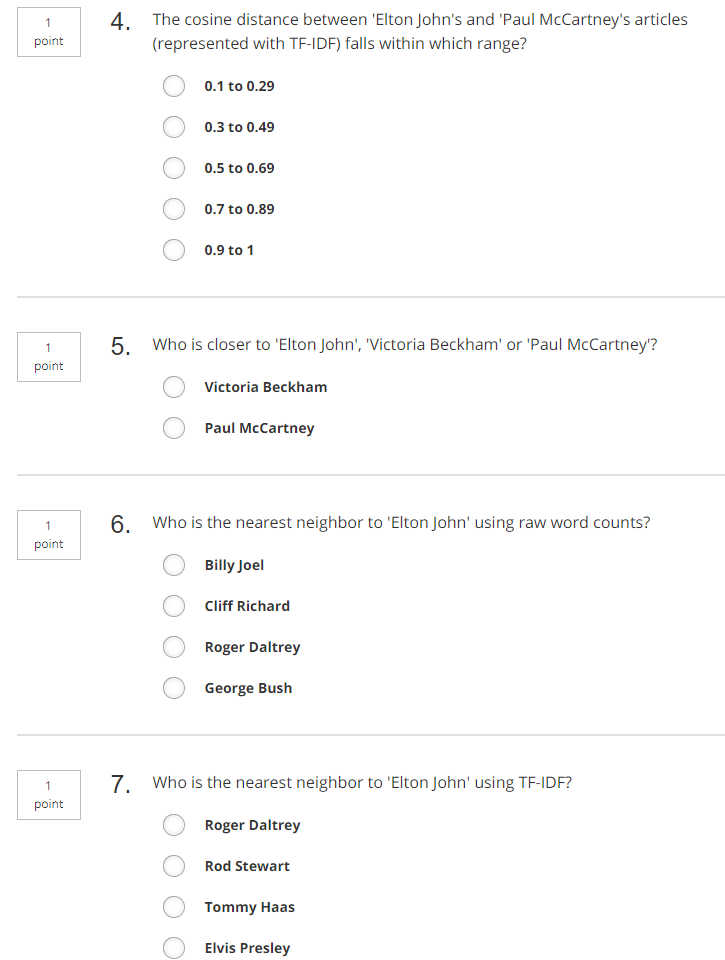 1
point
4.
The cosine distance between 'Elton John's and 'Paul McCartney's articles
(represented with TF-IDF) falls within which range?
0.1 to 0.29
0.3 to 0.49
0.5 to 0.69
0.7 to 0.89
0.9 to 1
1
point
5.
Who is closer to 'Elton John', 'Victoria Beckham' or 'Paul McCartney'?
Victoria Beckham
Paul McCartney
1
point
6.
Who is the nearest neighbor to 'Elton John' using raw word counts?
Billy Joel
Cliff Richard
Roger Daltrey
George Bush
1
point
7.
Who is the nearest neighbor to 'Elton John' using TF-IDF?
Roger Daltrey
Rod Stewart
Tommy Haas
Elvis Presley